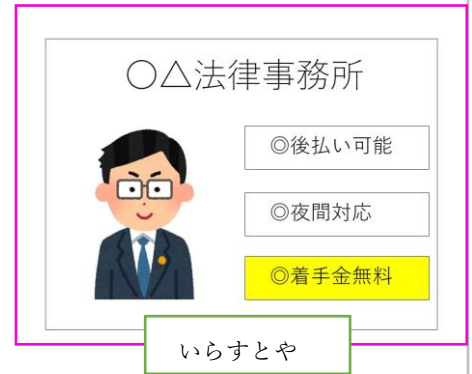 〇△法律事務所
◎後払い可能
◎夜間対応
◎着手金無料
いらすとや